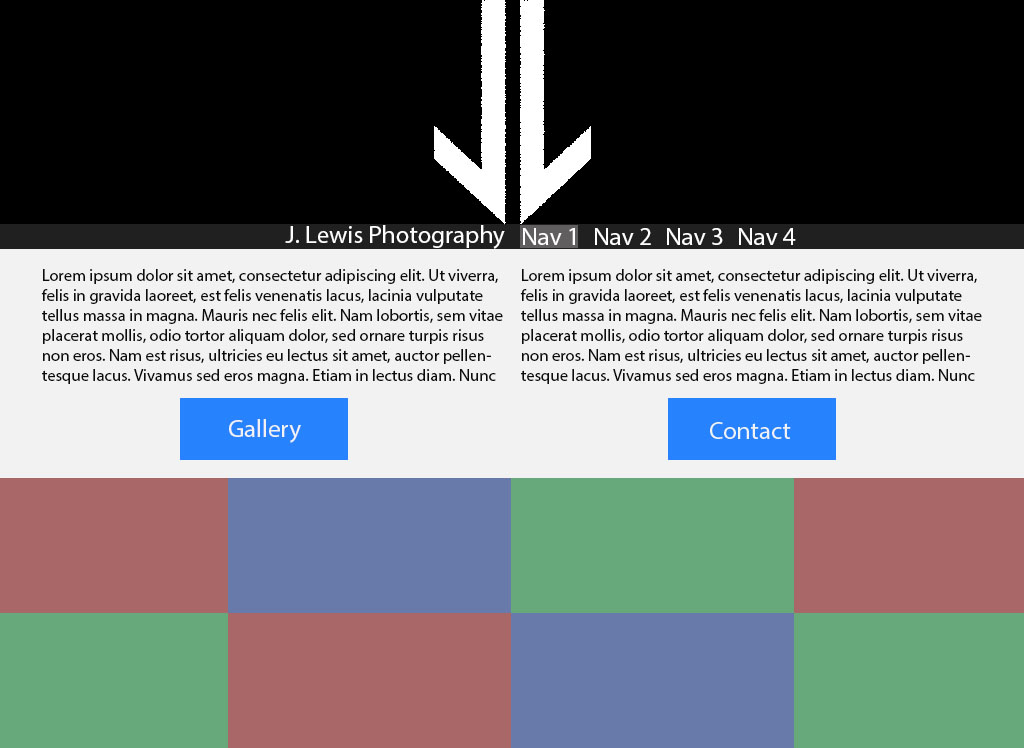 J. Lewis Photography Nav 1 Nav 2 Nav 3 Nav 4
Lorem ipsum dolor sit amet, consectetur adipiscing elit. Ut viverra,
felis in gravida laoreet, est felis venenatis lacus, lacinia vulputate
tellus massa in magna. Mauris nec felis elit. Nam lobortis, sem vitae
placerat mollis, odio tortor aliquam dolor, sed ornare turpis risus
non eros. Nam est risus, ultricies eu lectus sit amet, auctor pellen-
tesque lacus. Vivamus sed eros magna. Etiam in lectus diam. Nunc
Gallery
Lorem ipsum dolor sit amet, consectetur adipiscing elit. Ut viverra,
felis in gravida laoreet, est felis venenatis lacus, lacinia vulputate
tellus massa in magna. Mauris nec felis elit. Nam lobortis, sem vitae
placerat mollis, odio tortor aliquam dolor, sed ornare turpis risus
non eros. Nam est risus, ultricies eu lectus sit amet, auctor pellen-
tesque lacus. Vivamus sed eros magna. Etiam in lectus diam. Nunc
Contact